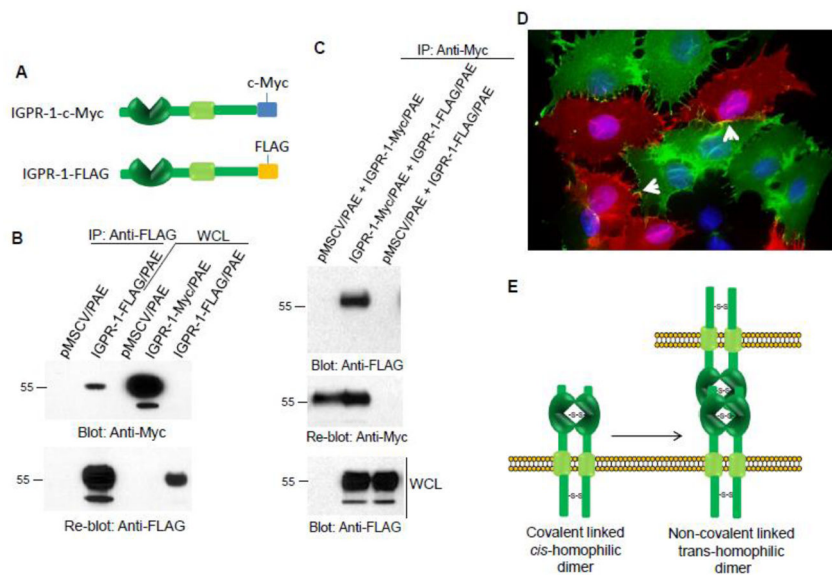 A
c-Myc
IGPR-1-c-Myc
FLAG
IGPR-1-FLAG
B
IP: Anti-FLAG
WCL
pMSCV/PAE
IGPR-1-FLAG/PAE
pMSCV/PAE
IGPR-1-Myc/PAE
IGPR-1-FLAG/PAE
55
Blot: Anti-Myc
55
Re-blot: Anti-FLAG
C
IP: Anti-Myc
pMSCV/PAE + IGPR-1-Myc/PAE
IGPR-1-Myc/PAE + IGPR-1-FLAG/PAE
pMSCV/PAE + IGPR-1-FLAG/PAE
55
Blot: Anti-FLAG
55
Re-blot: Anti-Myc
55
WCL
Blot: Anti-FLAG
D
E
-S-S-
-S-S-
-S-S-
-S-S-
-S-S-
-S-S-
Covalent linked
cis-homophilic
dimer
Non-covalent linked
trans-homophilic
dimer